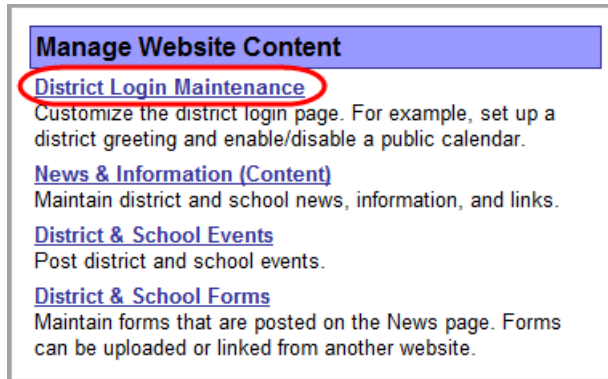 Manage Website Content
District Login Maintenance
Customize the district login page. For example, set up a
district greeting and enable/disable a public calendar.
News & Information (Content)
Maintain district and school news, information, and links.
District & School Events
Post district and school events.
District & School Forms
Maintain forms that are posted on the News page. Forms
can be uploaded or linked from another website.